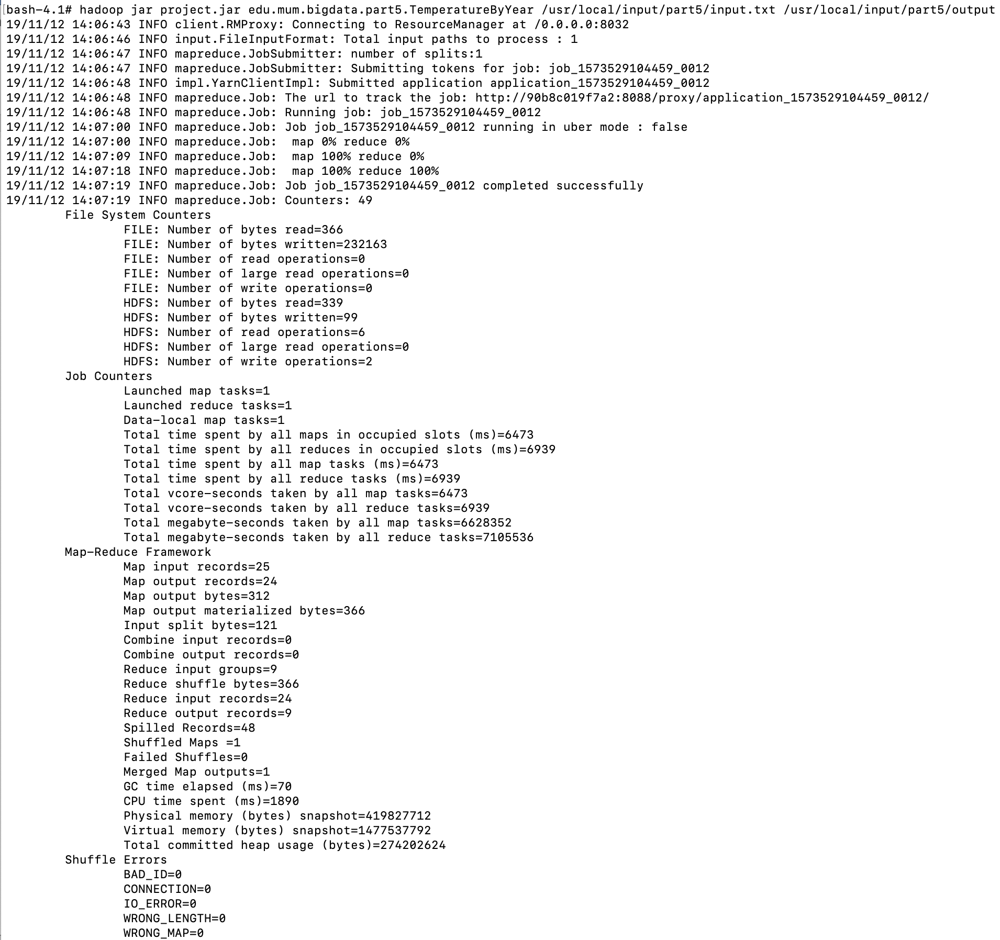 [bash-4.1# hadoop jar project.jar edu.mum.bigdata.part5.TemperatureByYear /usr/local/input/part5/input.txt /usr/local/input/part5/output
19/11/12 14:06:43 INFO client.RMProxy: Connecting to ResourceManager at /0.0.0.0:8032
19/11/12 14:06:46 INFO input.FileInputFormat: Total input paths to process : 1
19/11/12 14:06:47 INFO mapreduce.JobSubmitter: number of splits:1
19/11/12 14:06:47 INFO mapreduce.JobSubmitter: Submitting tokens for job: job_1573529104459_0012
19/11/12 14:06:48 INFO impl.YarnClientImpl: Submitted application application_1573529104459_0012
19/11/12 14:06:48 INFO mapreduce.Job: The url to track the job: http://90b8c019f7a2:8088/proxy/application_1573529104459_0012/
19/11/12 14:06:48 INFO mapreduce.Job: Running job: job_1573529104459_0012
19/11/12 14:07:00 INFO mapreduce.Job: Job job_1573529104459_0012 running in uber mode : false
19/11/12 14:07:00 INFO mapreduce.Job:  map 0% reduce 0%
19/11/12 14:07:09 INFO mapreduce.Job:  map 100% reduce 0%
19/11/12 14:07:18 INFO mapreduce.Job:  map 100% reduce 100%
19/11/12 14:07:19 INFO mapreduce.Job: Job job_1573529104459_0012 completed successfully
19/11/12 14:07:19 INFO mapreduce.Job: Counters: 49
File System Counters
FILE: Number of bytes read=366
FILE: Number of bytes written=232163
FILE: Number of read operations=0
FILE: Number of large read operations=0
FILE: Number of write operations=0
HDFS: Number of bytes read=339
HDFS: Number of bytes written=99
HDFS: Number of read operations=6
HDFS: Number of large read operations=0
HDFS: Number of write operations=2
Job Counters
Launched map tasks=1
Launched reduce tasks=1
Data-local map tasks=1
Total time spent by all maps in occupied slots (ms)=6473
Total time spent by all reduces in occupied slots (ms)=6939
Total time spent by all map tasks (ms)=6473
Total time spent by all reduce tasks (ms)=6939
Total vcore-seconds taken by all map tasks=6473
Total vcore-seconds taken by all reduce tasks=6939
Total megabyte-seconds taken by all map tasks=6628352
Total megabyte-seconds taken by all reduce tasks=7105536
Map-Reduce Framework
Map input records=25
Map output records=24
Map output bytes=312
Map output materialized bytes=366
Input split bytes=121
Combine input records=0
Combine output records=0
Reduce input groups=9
Reduce shuffle bytes=366
Reduce input records=24
Reduce output records=9
Spilled Records=48
Shuffled Maps =1
Failed Shuffles=0
Merged Map outputs=1
GC time elapsed (ms)=70
CPU time spent (ms)=1890
Physical memory (bytes) snapshot=419827712
Virtual memory (bytes) snapshot=1477537792
Total committed heap usage (bytes)=274202624
Shuffle Errors
BAD_ID=0
CONNECTION=0
IO_ERROR=0
WRONG_LENGTH=0
WRONG_MAP=0